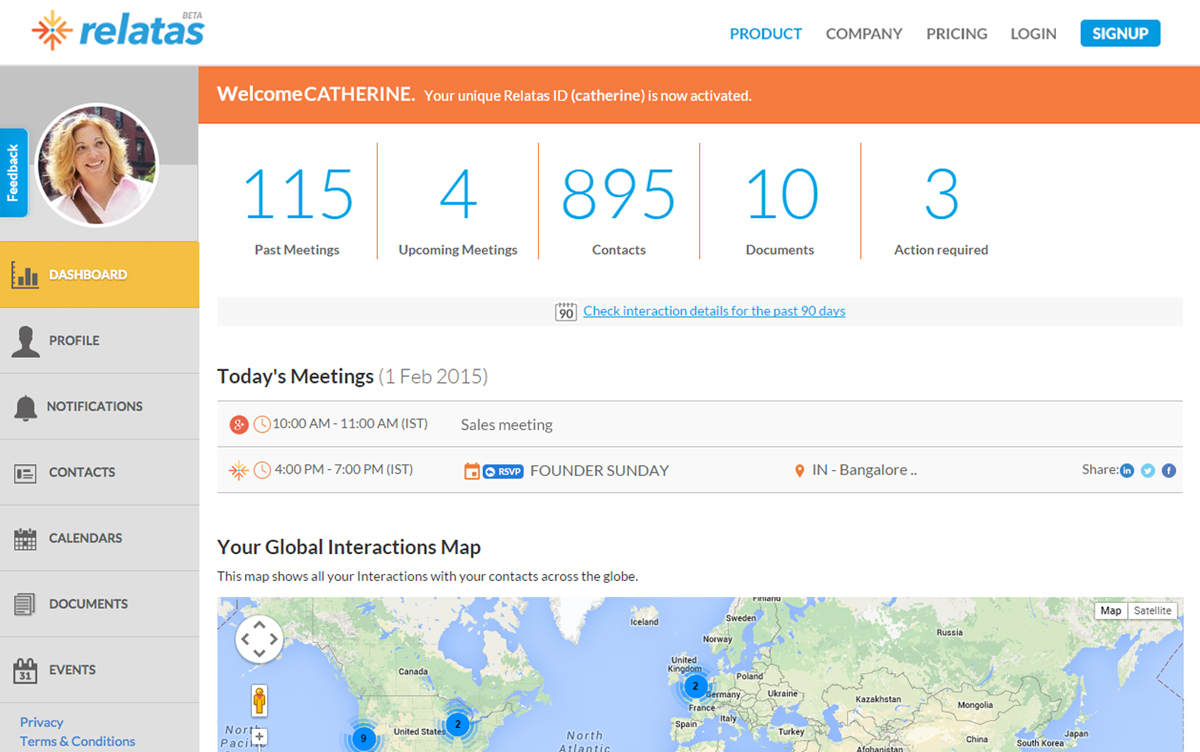 relatas BETA
PRODUCT COMPANY PRICING LOGIN SIGNUP
Feedback
DASHBOARD
PROFILE
NOTIFICATIONS
CONTACTS
CALENDARS
DOCUMENTS
31 EVENTS
Privacy
Terms & Conditions
Welcome CATHERINE. Your unique Relatas ID (catherine) is now activated.
115 4 895 10 3
Past Meetings Upcoming Meetings Contacts Documents Action required
90 Check interaction details for the past 90 days
Today's Meetings (1 Feb 2015)
8+ 10:00 AM - 11:00 AM (IST) Sales meeting
4:00 PM - 7:00 PM (IST) RSVP FOUNDER SUNDAY IN - Bangalore .. Share: in f
Your Global Interactions Map
This map shows all your Interactions with your contacts across the globe.
Map Satellite
Finland
Iceland
Sweden
Norway
Russia
United
Kingdom
Canada
Poland
2
Germany
Ukraine
Kazakhstan
Mongolia
France
Italy
Spain
2
United States
Turkey
China
Japan
South Korea
9
North
Pacific
North
Atlantic
Afghanistan
+